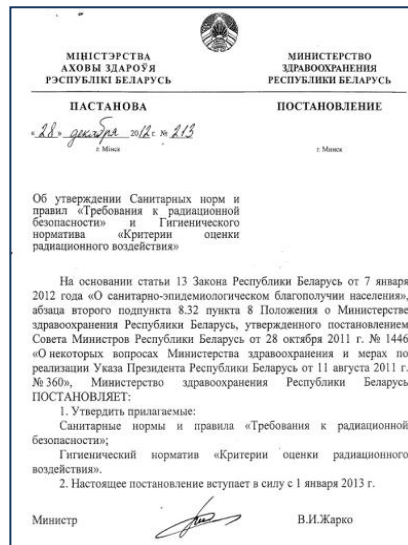 МІНІСТЭРСТВА
АХОВЫ ЗДАРОЎЯ
РЭСПУБЛІКІ БЕЛАРУСЬ
МИНИСТЕРСТВО
ЗДРАВООХРАНЕНИЯ
РЕСПУБЛИКИ БЕЛАРУСЬ
ПАСТАНОВА
ПОСТАНОВЛЕНИЕ
«28» декабря 2012 г. № 213
г. Мінск
г. Минск
Об утверждении Санитарных норм и
правил «Требования к радиационной
безопасности» и Гигиенического
норматива «Критерии оценки
радиационного воздействия»
На основании статьи 13 Закона Республики Беларусь от 7 января
2012 года «О санитарно-эпидемиологическом благополучии населения»,
абзаца второго подпункта 8.32 пункта 8 Положения о Министерстве
здравоохранения Республики Беларусь, утвержденного постановлением
Совета Министров Республики Беларусь от 28 октября 2011 г. № 1446
«О некоторых вопросах Министерства здравоохранения и мерах по
реализации Указа Президента Республики Беларусь от 11 августа 2011 г.
№ 360», Министерство здравоохранения Республики Беларусь
ПОСТАНОВЛЯЕТ:
1. Утвердить прилагаемые:
Санитарные нормы и правила «Требования к радиационной
безопасности»;
Гигиенический норматив «Критерии оценки радиационного
воздействия».
2. Настоящее постановление вступает в силу с 1 января 2013 г.
Министр
В.И.Жарко